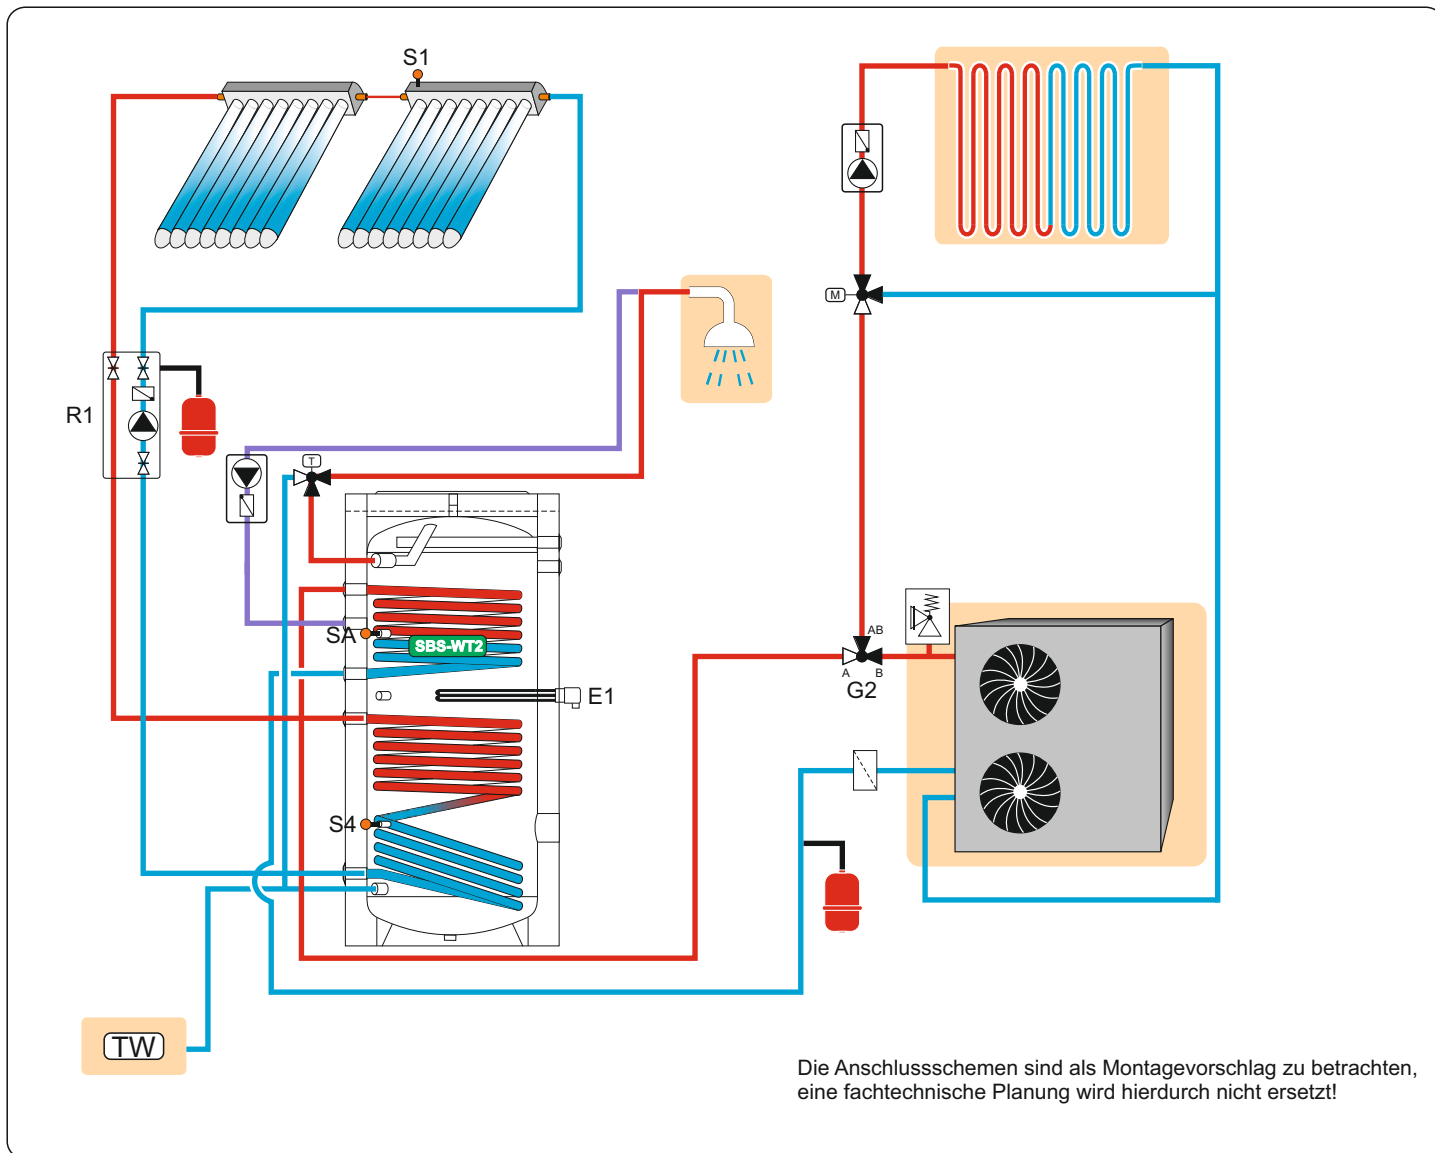 S1
M
R1
T
SA
SBS-WT2
AB
A
B
G2
E1
S4
TW
Die Anschlussschemen sind als Montagevorschlag zu betrachten,
eine fachtechnische Planung wird hierdurch nicht ersetzt!